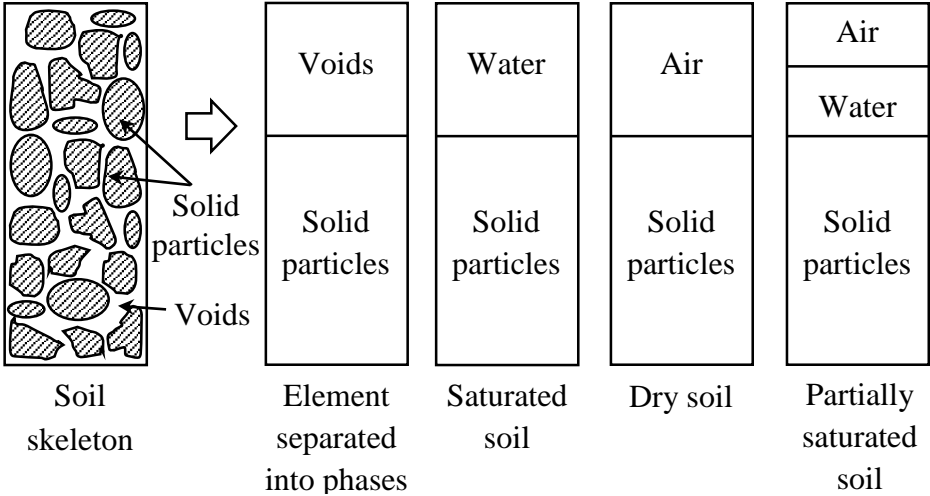 Solid
particles
Voids
Soil
skeleton
Voids
Solid
particles
Element
separated
into phases
Water
Solid
particles
Saturated
soil
Air
Solid
particles
Dry soil
Air
Water
Solid
particles
Partially
saturated
soil